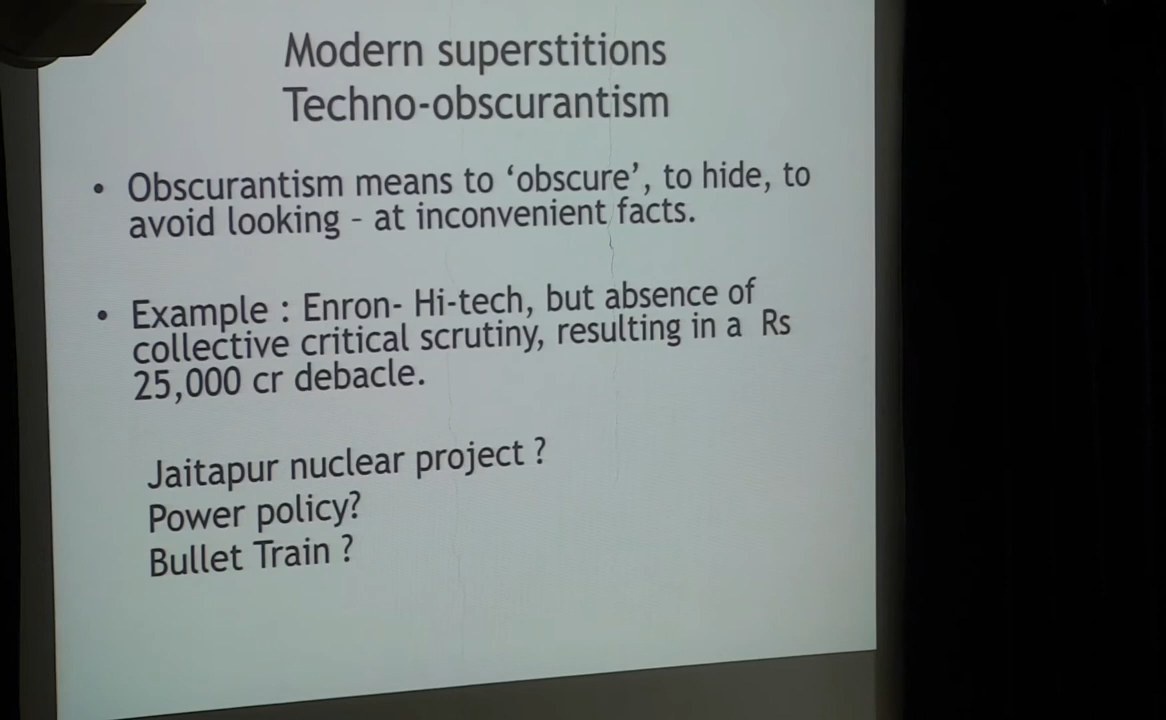 Modern superstitions
Techno-obscurantism
• Obscurantism means to ‘obscure’, to hide, to
avoid looking - at inconvenient facts.
• Example : Enron- Hi-tech, but absence of
collective critical scrutiny, resulting in a Rs
25,000 cr debacle.
Jaitapur nuclear project ?
Power policy?
Bullet Train ?